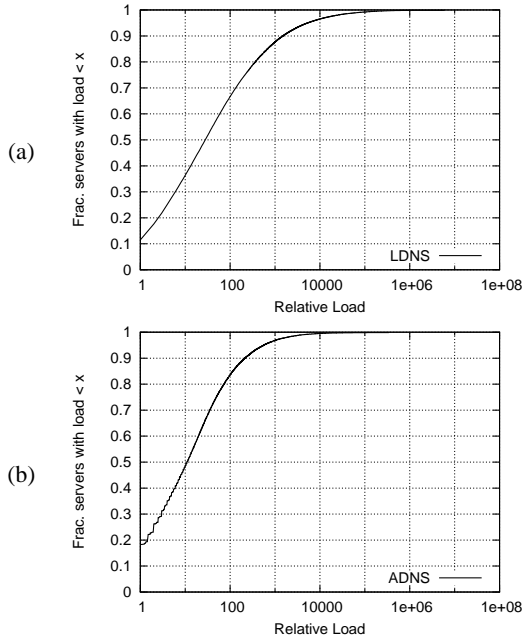 (a)
Frac. servers with load < x
1
0.9
0.8
0.7
0.6
0.5
0.4
0.3
0.2
0.1
0
LDNS
1 100 10000 1e+06 1e+08
Relative Load
(b)
Frac. servers with load < x
1
0.9
0.8
0.7
0.6
0.5
0.4
0.3
0.2
0.1
0
ADNS
1 100 10000 1e+06 1e+08
Relative Load